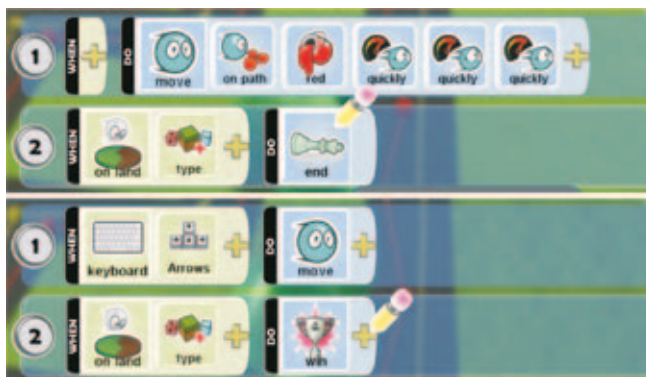 1 WHEN DO move on path red quickly quickly quickly
2 WHEN on land type DO end
1 WHEN keyboard Arrows DO move
2 WHEN on land type DO win